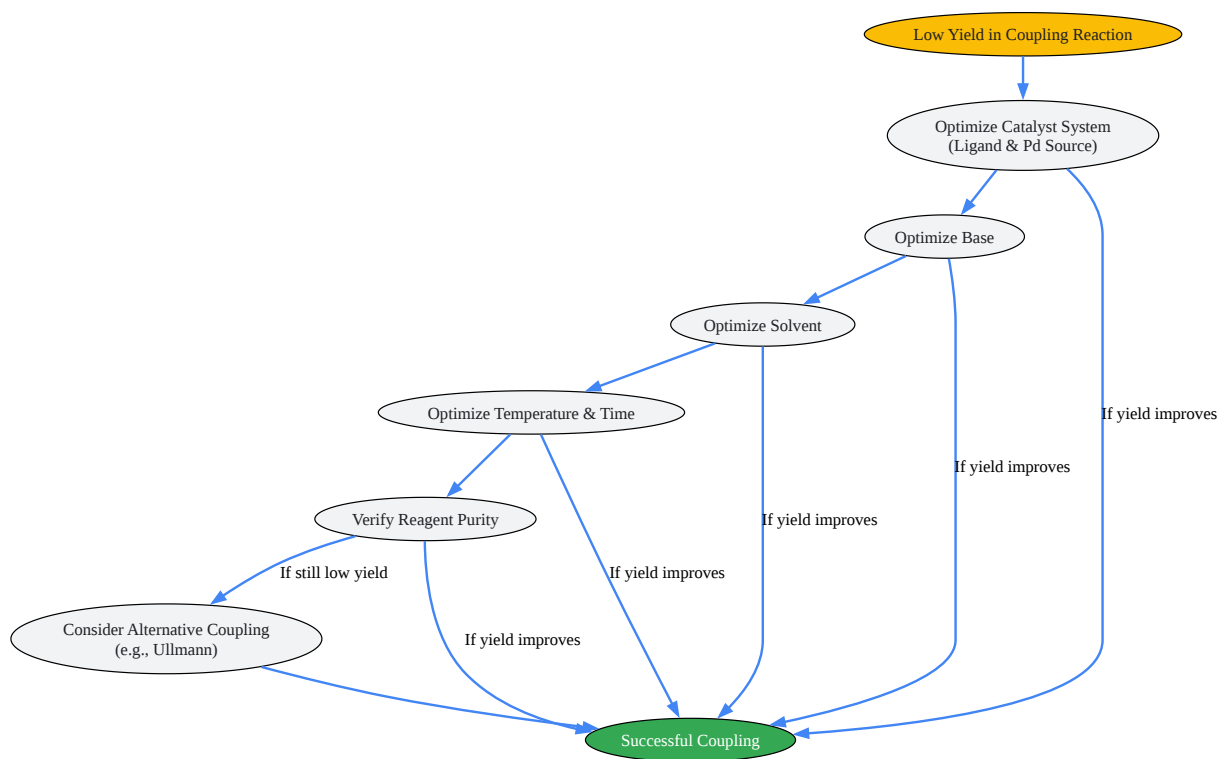 Low Yield in Coupling Reaction
Optimize Catalyst System
(Ligand & Pd Source)
Optimize Base
Optimize Solvent
Optimize Temperature & Time
If yield improves
If yield improves
Verify Reagent Purity
If yield improves
If still low yield
If yield improves
Consider Alternative Coupling
(e.g., Ullmann)
If yield improves
Successful Coupling